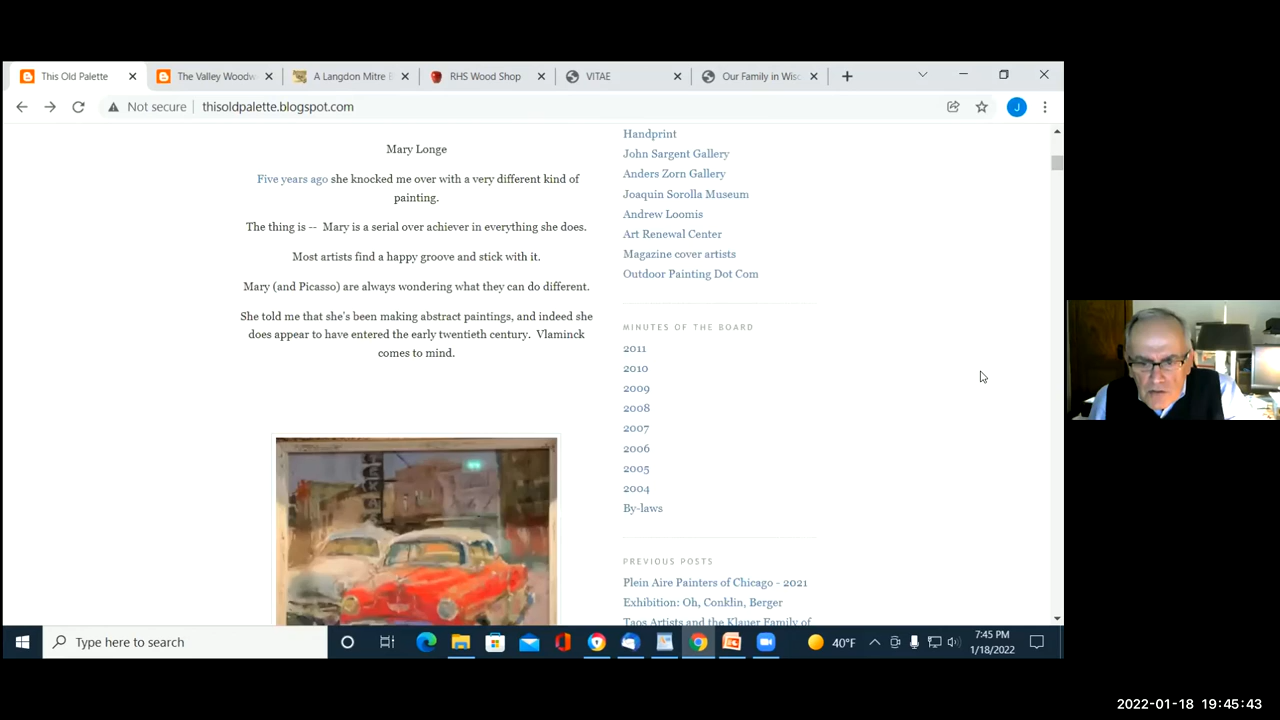 This Old Palette
The Valley Woodw
A Langdon Mitre B
RHS Wood Shop
VITAE
Our Family in Wisc
Not secure
thisoldpalette.blogspot.com
J
Mary Longe
Five years ago she knocked me over with a very different kind of
painting.
The thing is -- Mary is a serial over achiever in everything she does.
Most artists find a happy groove and stick with it.
Mary (and Picasso) are always wondering what they can do different.
She told me that she's been making abstract paintings, and indeed she
does appear to have entered the early twentieth century. Vlaminck
comes to mind.
Handprint
John Sargent Gallery
Anders Zorn Gallery
Joaquin Sorolla Museum
Andrew Loomis
Art Renewal Center
Magazine cover artists
Outdoor Painting Dot Com
MINUTES OF THE BOARD
2011
2010
2009
2008
2007
2006
2005
2004
By-laws
PREVIOUS POSTS
Plein Aire Painters of Chicago - 2021
Exhibition: Oh, Conklin, Berger
Taos Artists and the Klauer Family of
Type here to search
40°F
7:45 PM
1/18/2022
2022-01-18 19:45:43